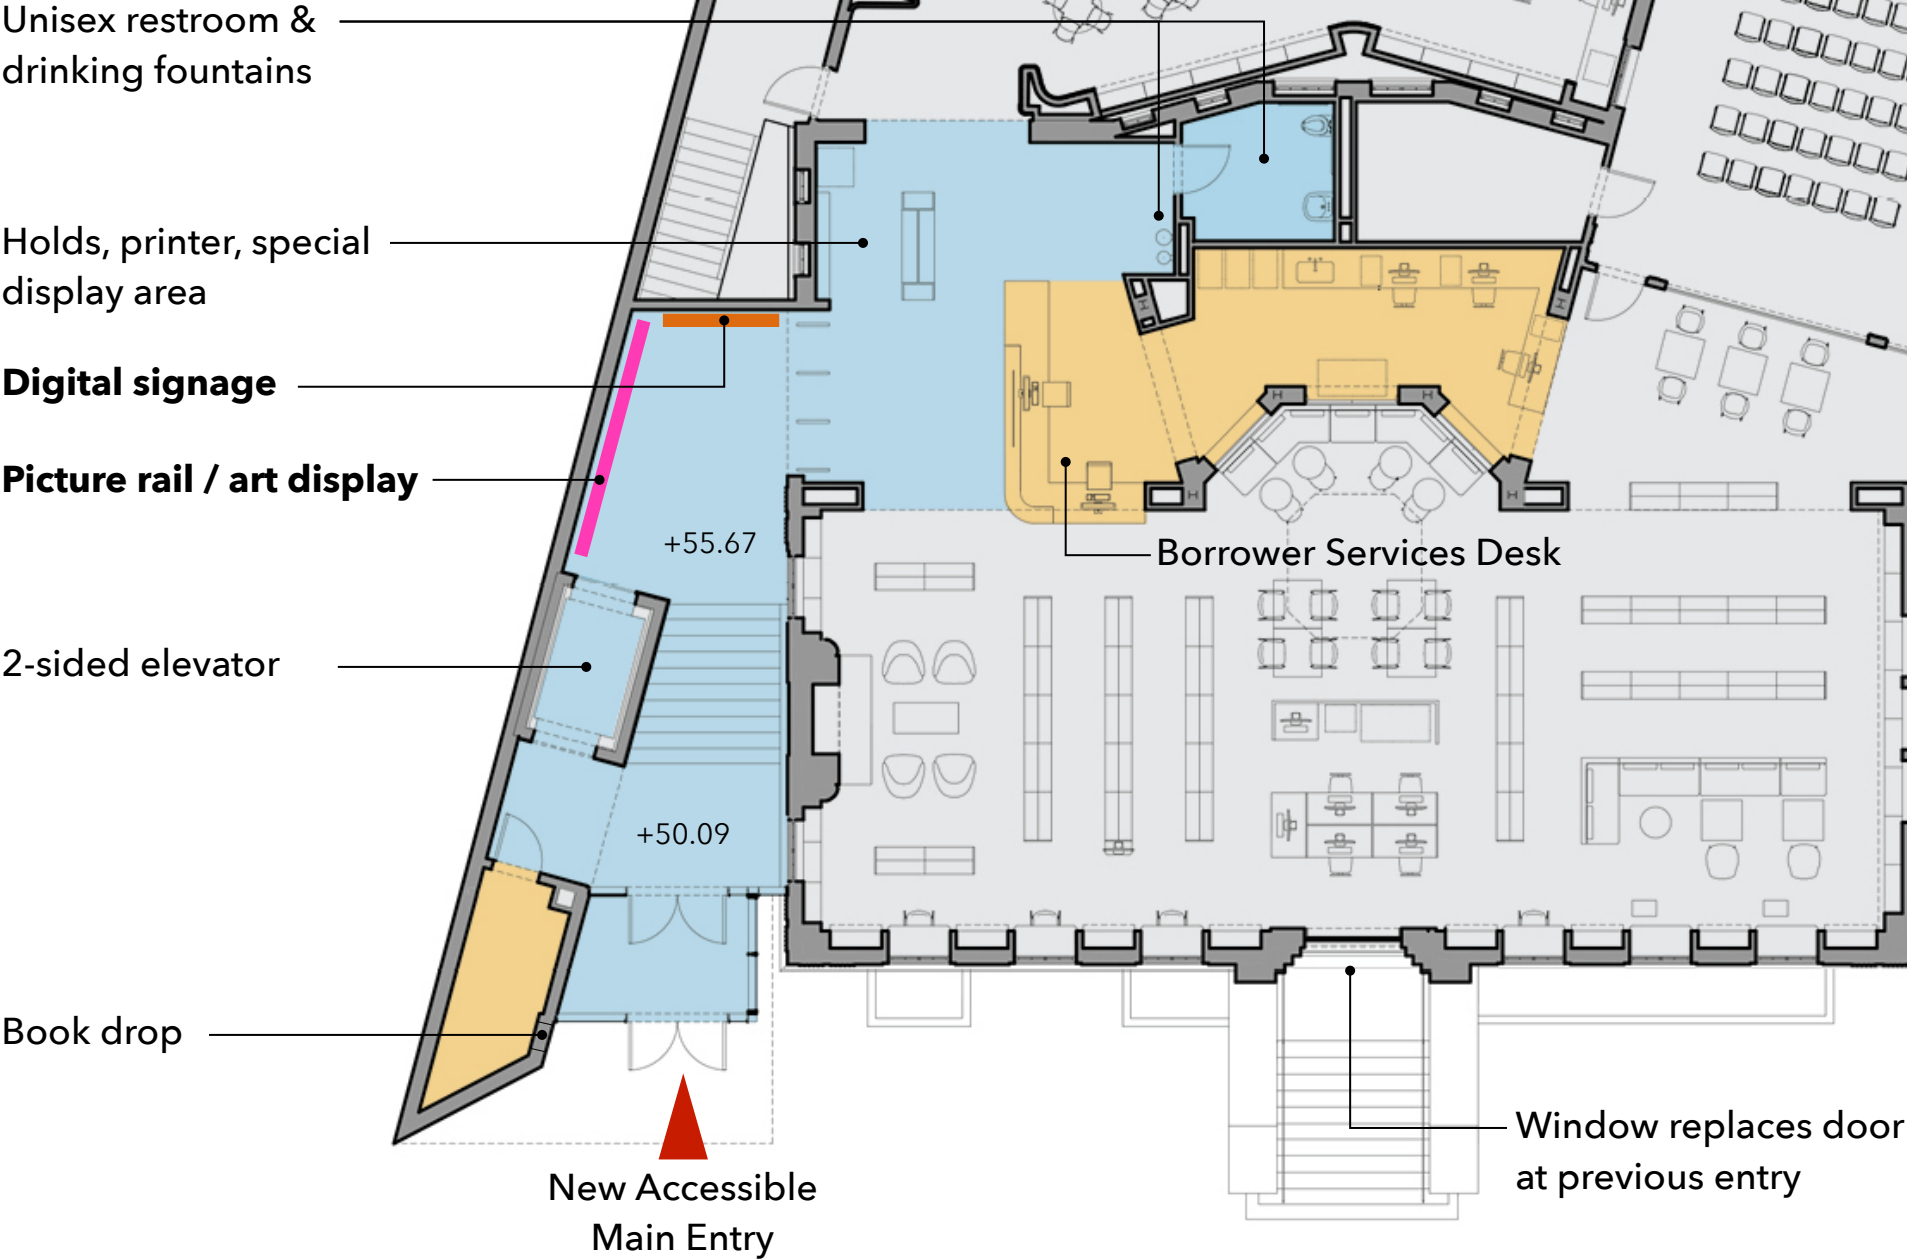 Unisex restroom &
drinking fountains
Holds, printer, special
display area
Digital signage
Picture rail / art display
+55.67
Borrower Services Desk
2-sided elevator
+50.09
Book drop
New Accessible
Main Entry
Window replaces door
at previous entry
H
H
H
H
H
H